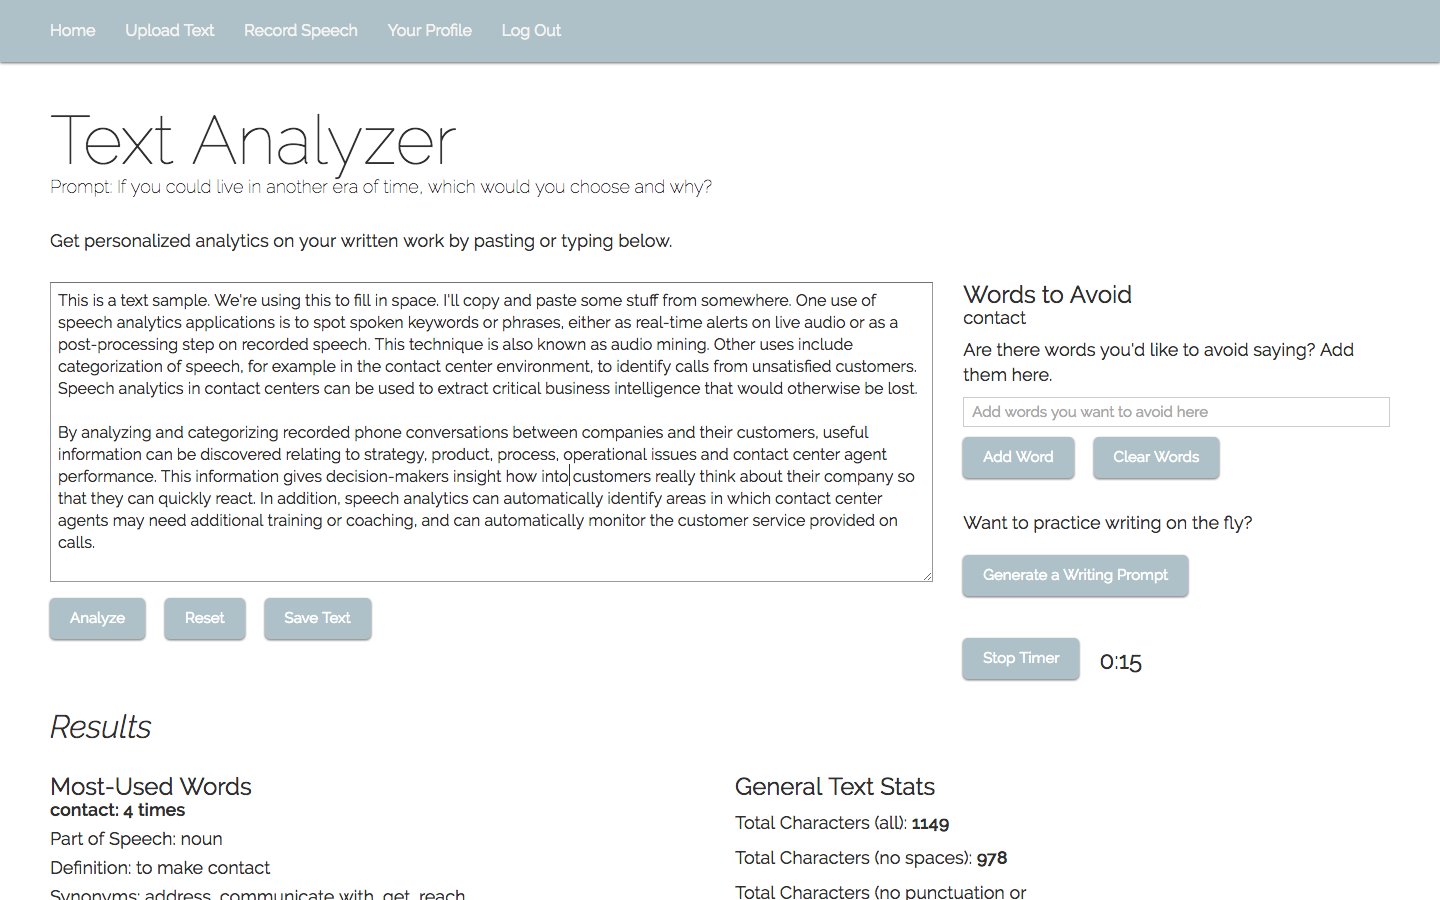 Home Upload Text Record Speech Your Profile Log Out
Text Analyzer
Prompt: If you could live in another era of time, which would you choose and why?
Get personalized analytics on your written work by pasting or typing below.
This is a text sample. We're using this to fill in space. I'll copy and paste some stuff from somewhere. One use of
speech analytics applications is to spot spoken keywords or phrases, either as real-time alerts on live audio or as a
post-processing step on recorded speech. This technique is also known as audio mining. Other uses include
categorization of speech, for example in the contact center environment, to identify calls from unsatisfied customers.
Speech analytics in contact centers can be used to extract critical business intelligence that would otherwise be lost.
By analyzing and categorizing recorded phone conversations between companies and their customers, useful
information can be discovered relating to strategy, product, process, operational issues and contact center agent
performance. This information gives decision-makers insight how into customers really think about their company so
that they can quickly react. In addition, speech analytics can automatically identify areas in which contact center
agents may need additional training or coaching, and can automatically monitor the customer service provided on
calls.
Analyze Reset Save Text
Words to Avoid
contact
Are there words you'd like to avoid saying? Add
them here.
Add words you want to avoid here
Add Word Clear Words
Want to practice writing on the fly?
Generate a Writing Prompt
Stop Timer 0:15
Results
Most-Used Words
contact: 4 times
Part of Speech: noun
Definition: to make contact
Synonyms: address, communicate with, get, reach
General Text Stats
Total Characters (all): 1149
Total Characters (no spaces): 978
Total Characters (no punctuation or